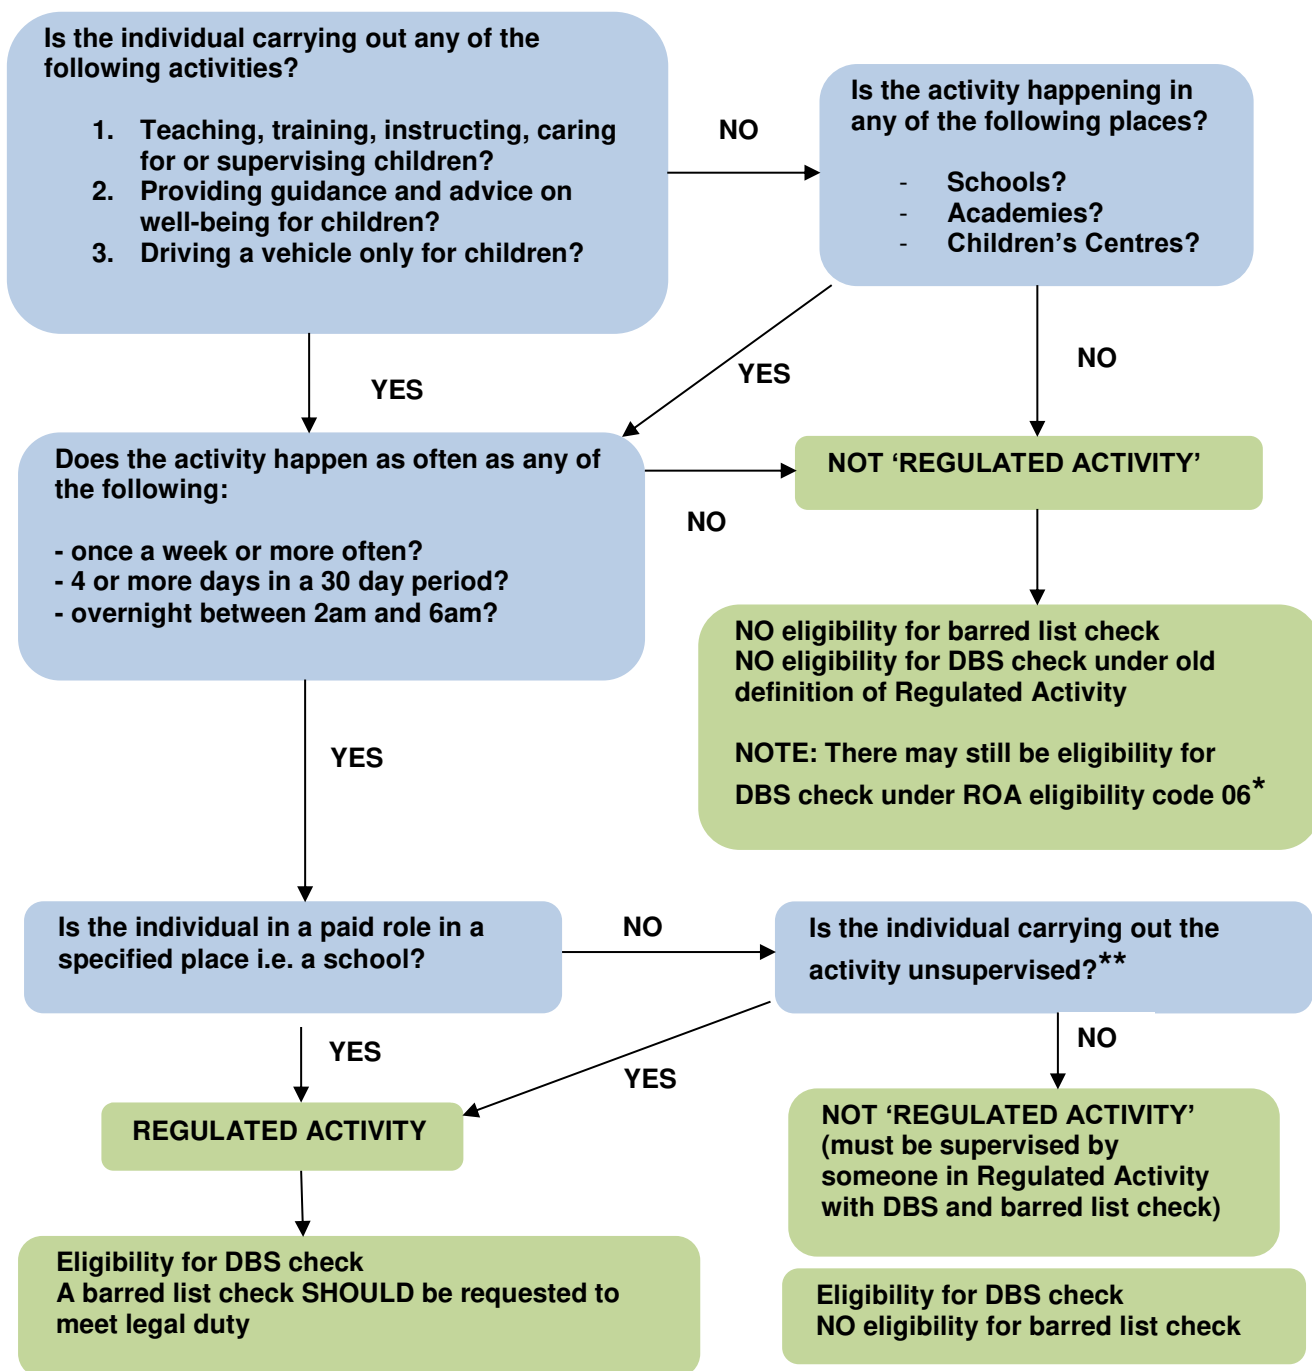 Is the individual carrying out any of the
following activities?
1. Teaching, training, instructing, caring
for or supervising children?
2. Providing guidance and advice on
well-being for children?
3. Driving a vehicle only for children?
NO
Is the activity happening in
any of the following places?
- Schools?
- Academies?
- Children's Centres?
YES
YES
NO
Does the activity happen as often as any of
the following:
- once a week or more often?
- 4 or more days in a 30 day period?
- overnight between 2am and 6am?
NO
NOT ‘REGULATED ACTIVITY’
NO eligibility for barred list check
NO eligibility for DBS check under old
definition of Regulated Activity
NOTE: There may still be eligibility for
DBS check under ROA eligibility code 06*
YES
Is the individual in a paid role in a
specified place i.e. a school?
NO
Is the individual carrying out the
activity unsupervised?**
YES
YES
NO
REGULATED ACTIVITY
NOT ‘REGULATED ACTIVITY’
(must be supervised by
someone in Regulated Activity
with DBS and barred list check)
Eligibility for DBS check
A barred list check SHOULD be requested to
meet legal duty
Eligibility for DBS check
NO eligibility for barred list check